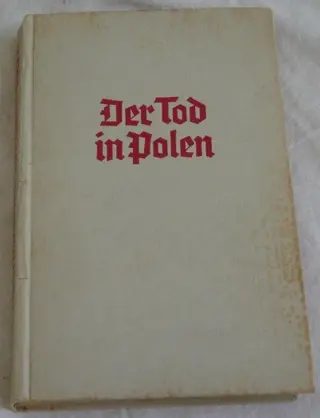 Der Tod
in Polen